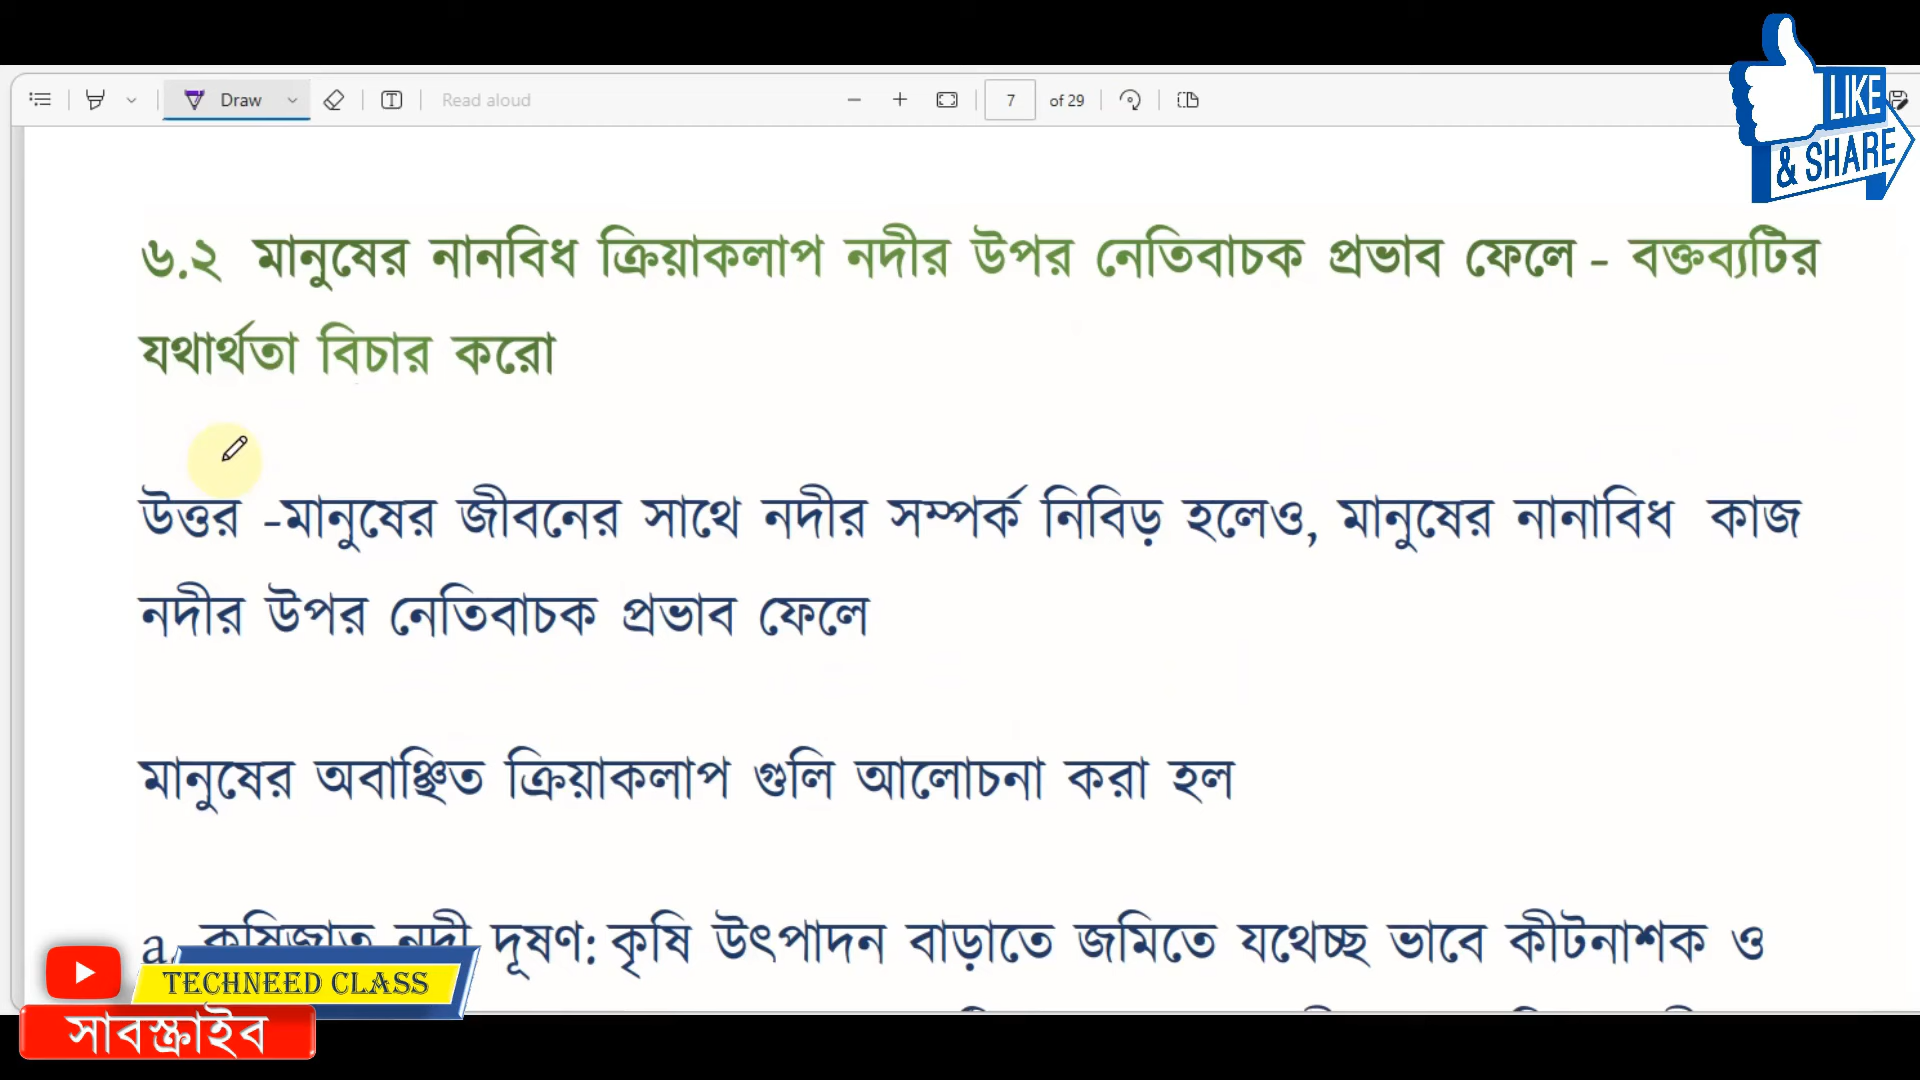 Draw
Read aloud
7 of 29
LIKE
& SHARE
৬.২ মানুষের নানবিধ ক্রিয়াকলাপ নদীর উপর নেতিবাচক প্রভাব ফেলে - বক্তব্যটির
যথার্থতা বিচার করো
উত্তর -মানুষের জীবনের সাথে নদীর সম্পর্ক নিবিড় হলেও, মানুষের নানাবিধ কাজ
নদীর উপর নেতিবাচক প্রভাব ফেলে
মানুষের অবাঞ্ছিত ক্রিয়াকলাপ গুলি আলোচনা করা হল
a. কৃষিজাত নদী দূষণ: কৃষি উৎপাদন বাড়াতে জমিতে যথেচ্ছ ভাবে কীটনাশক ও
TECHNEED CLASS
সাবস্ক্রাইব